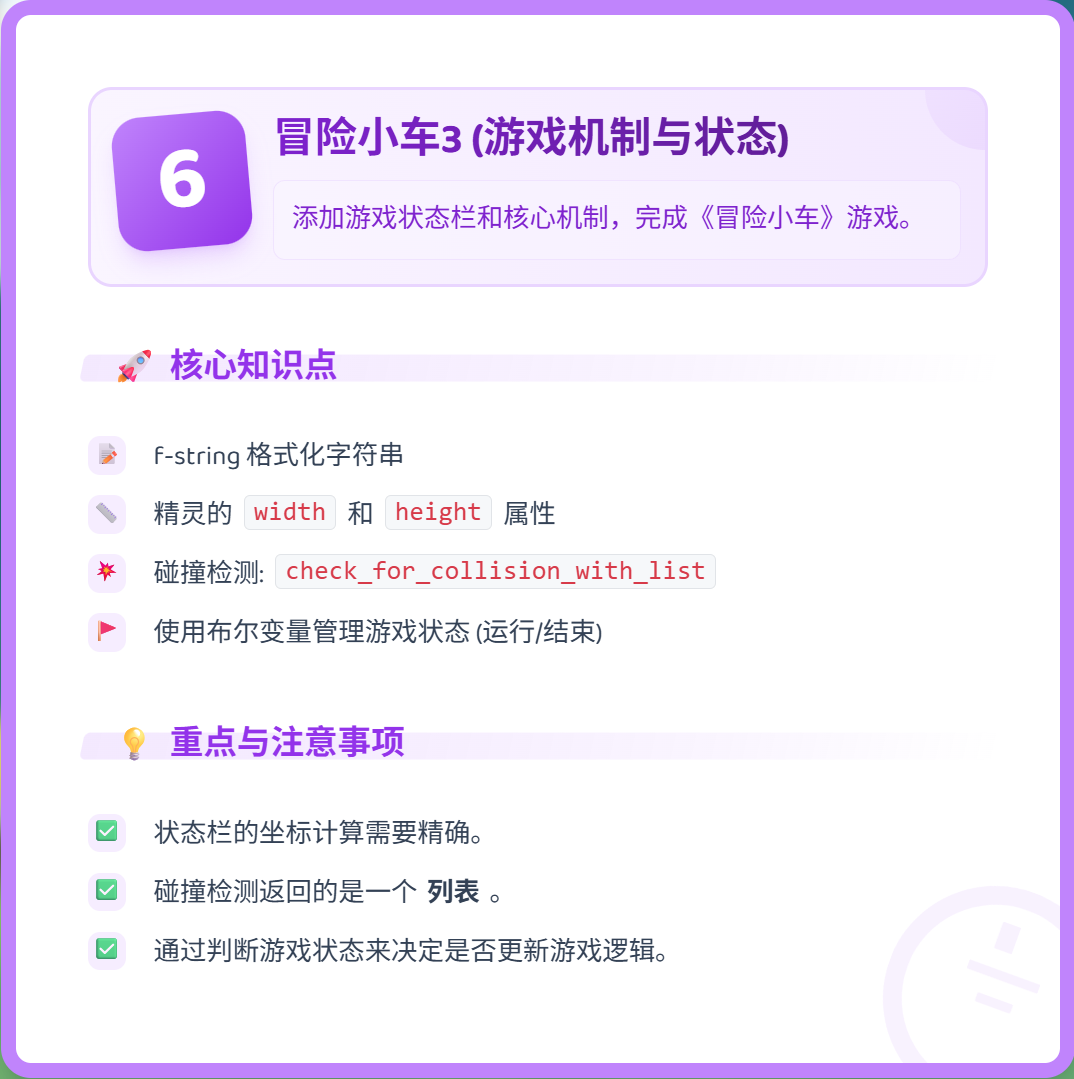 6
冒险小车3 (游戏机制与状态)
添加游戏状态栏和核心机制，完成《冒险小车》游戏。
核心知识点
f-string 格式化字符串
精灵的 width 和 height 属性
碰撞检测: check_for_collision_with_list
使用布尔变量管理游戏状态 (运行/结束)
重点与注意事项
状态栏的坐标计算需要精确。
碰撞检测返回的是一个 列表 。
通过判断游戏状态来决定是否更新游戏逻辑。